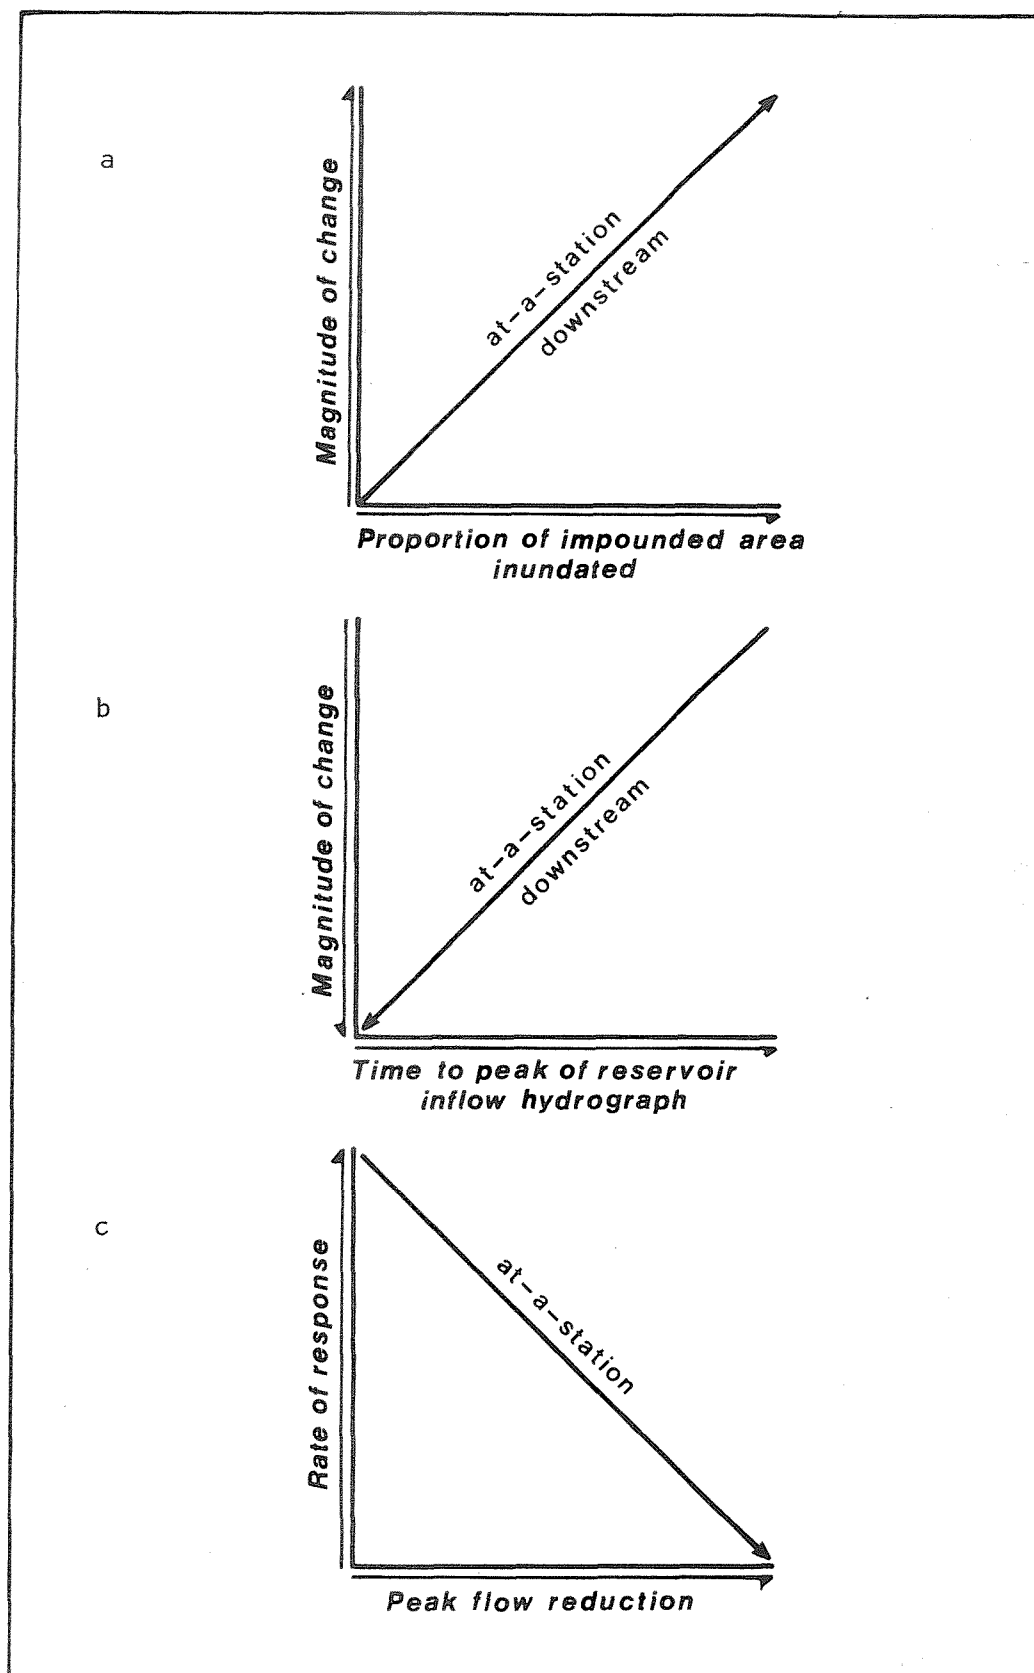 a
Magnitude of change
at-a-station
downstream
Proportion of impounded area
inundated
b
Magnitude of change
at-a-station
downstream
Time to peak of reservoir
inflow hydrograph
c
Rate of response
at-a-station
Peak flow reduction